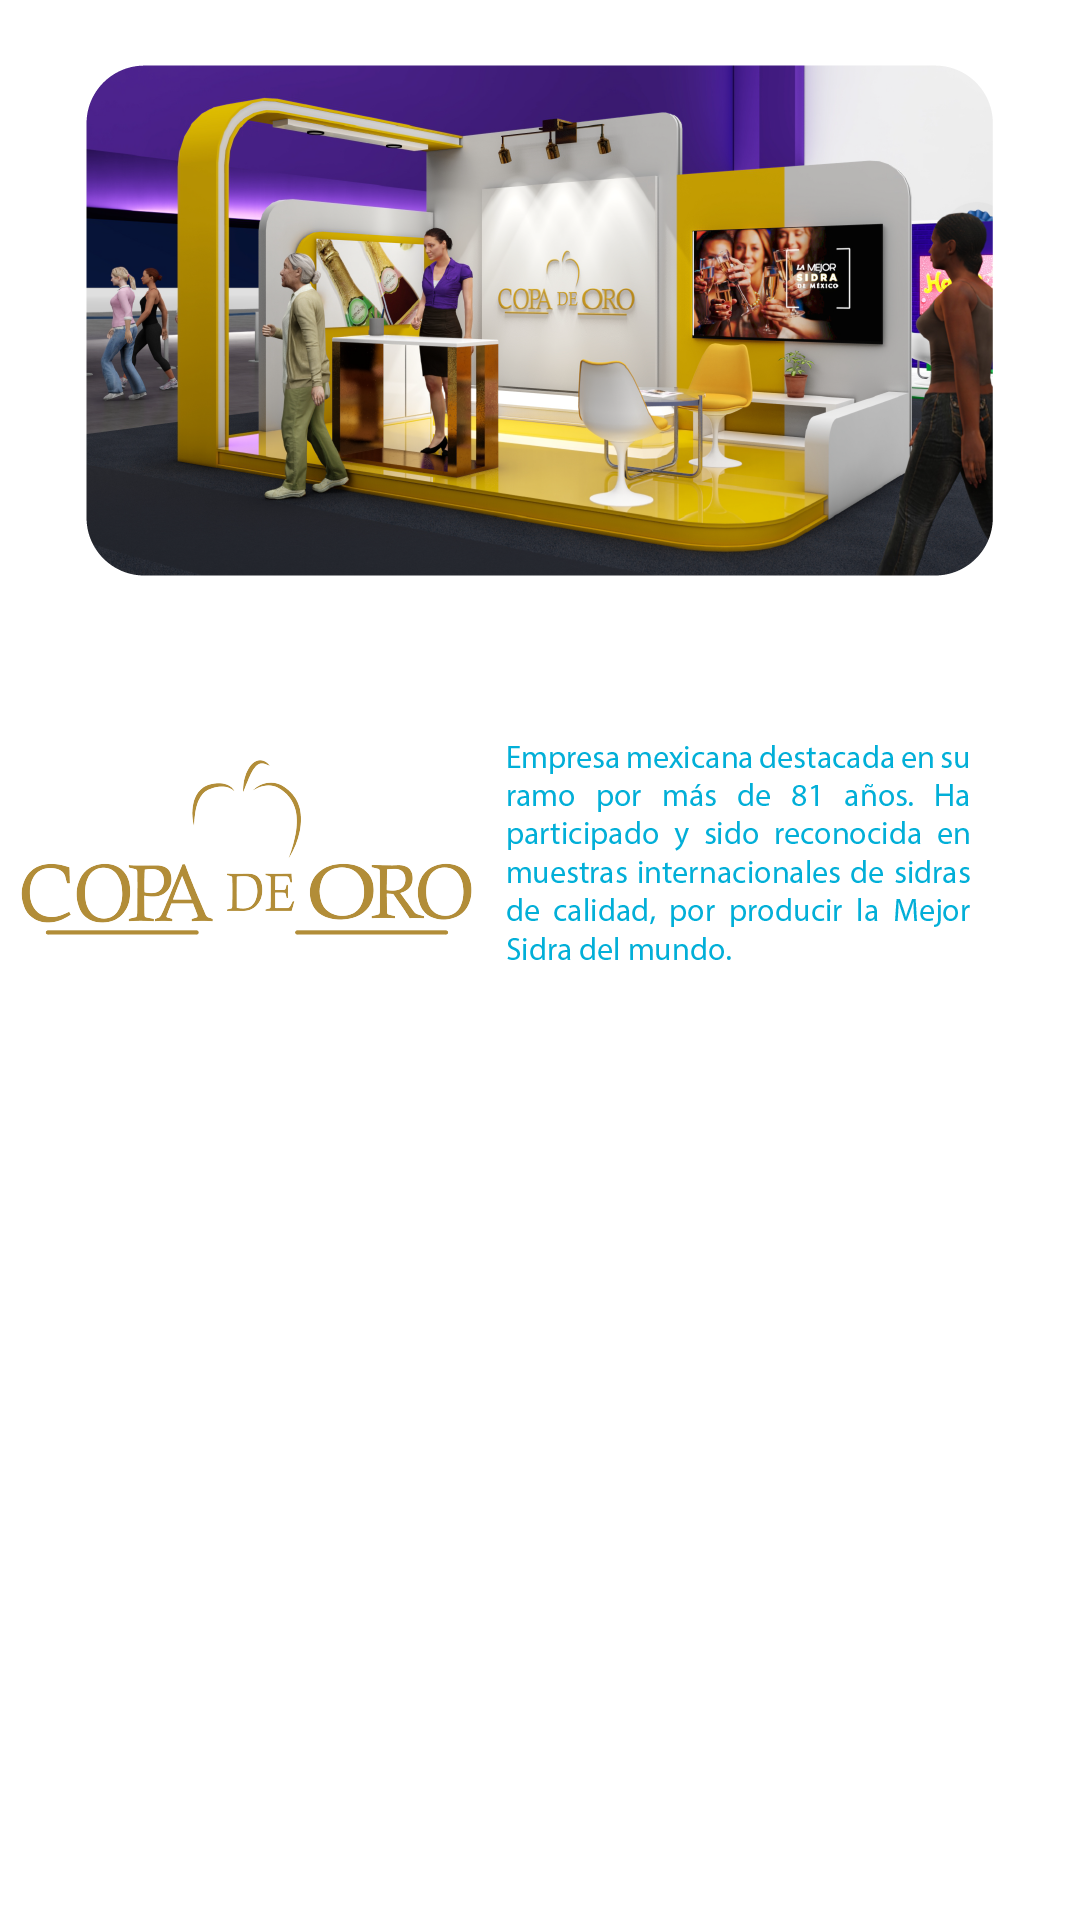 COPA DE ORO
LA MEJOR
SIDRA
DE MÉXICO
COPA DE ORO
Empresa mexicana destacada en su
ramo por más de 81 años. Ha
participado y sido reconocida en
muestras internacionales de sidras
de calidad, por producir la Mejor
Sidra del mundo.